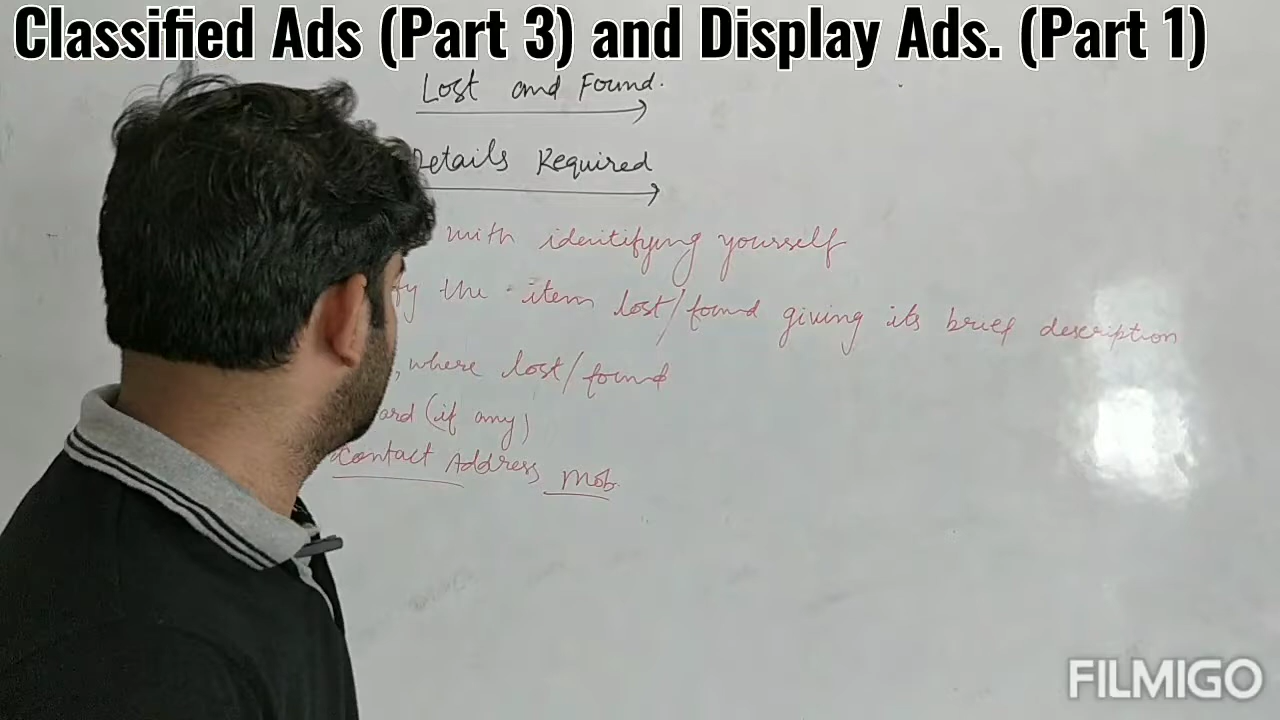 Classified Ads (Part 3) and Display Ads. (Part 1)
Lost and Found.
Details Required
with identifying yourself
the item lost/found giving its brief description
, where lost/found
(if any)
Contact Address Mob.
FILMIGO